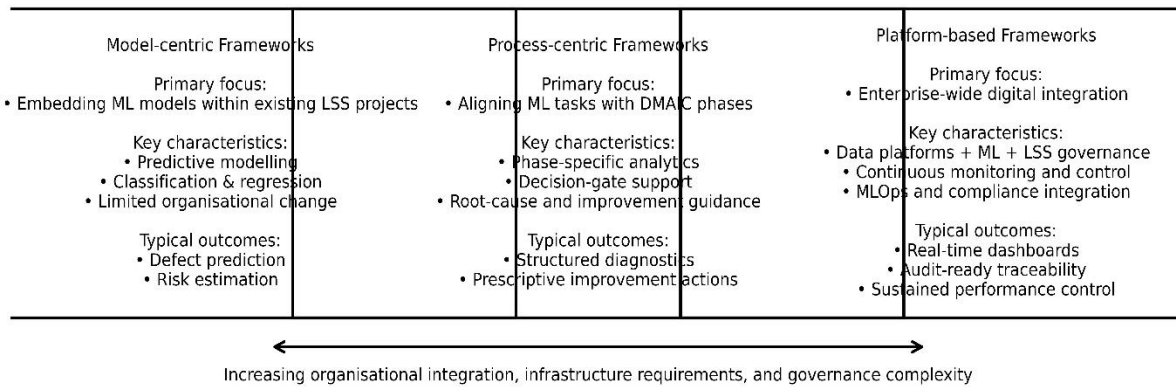 Model-centric Frameworks
Primary focus:
• Embedding ML models within existing LSS projects
Key characteristics:
• Predictive modelling
• Classification & regression
• Limited organisational change
Typical outcomes:
• Defect prediction
• Risk estimation
Process-centric Frameworks
Primary focus:
• Aligning ML tasks with DMAIC phases
Key characteristics:
• Phase-specific analytics
• Decision-gate support
• Root-cause and improvement guidance
Typical outcomes:
• Structured diagnostics
• Prescriptive improvement actions
Platform-based Frameworks
Primary focus:
• Enterprise-wide digital integration
Key characteristics:
• Data platforms + ML + LSS governance
• Continuous monitoring and control
• MLOps and compliance integration
Typical outcomes:
• Real-time dashboards
• Audit-ready traceability
• Sustained performance control
Increasing organisational integration, infrastructure requirements, and governance complexity